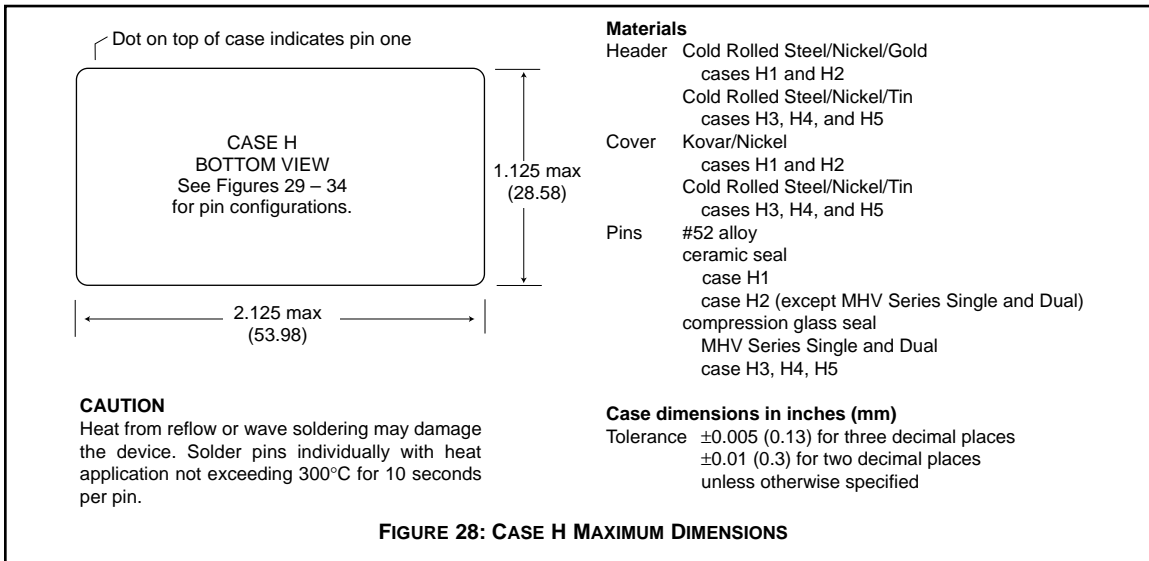 Dot on top of case indicates pin one
CASE H
BOTTOM VIEW
See Figures 29 – 34
for pin configurations.
1.125 max
(28.58)
2.125 max
(53.98)
CAUTION
Heat from reflow or wave soldering may damage
the device. Solder pins individually with heat
application not exceeding 300°C for 10 seconds
per pin.
Materials
Header Cold Rolled Steel/Nickel/Gold
cases H1 and H2
Cold Rolled Steel/Nickel/Tin
cases H3, H4, and H5
Cover Kovar/Nickel
cases H1 and H2
Cold Rolled Steel/Nickel/Tin
cases H3, H4, and H5
Pins #52 alloy
ceramic seal
case H1
case H2 (except MHV Series Single and Dual)
compression glass seal
MHV Series Single and Dual
case H3, H4, H5
Case dimensions in inches (mm)
Tolerance ±0.005 (0.13) for three decimal places
±0.01 (0.3) for two decimal places
unless otherwise specified
FIGURE 28: CASE H MAXIMUM DIMENSIONS